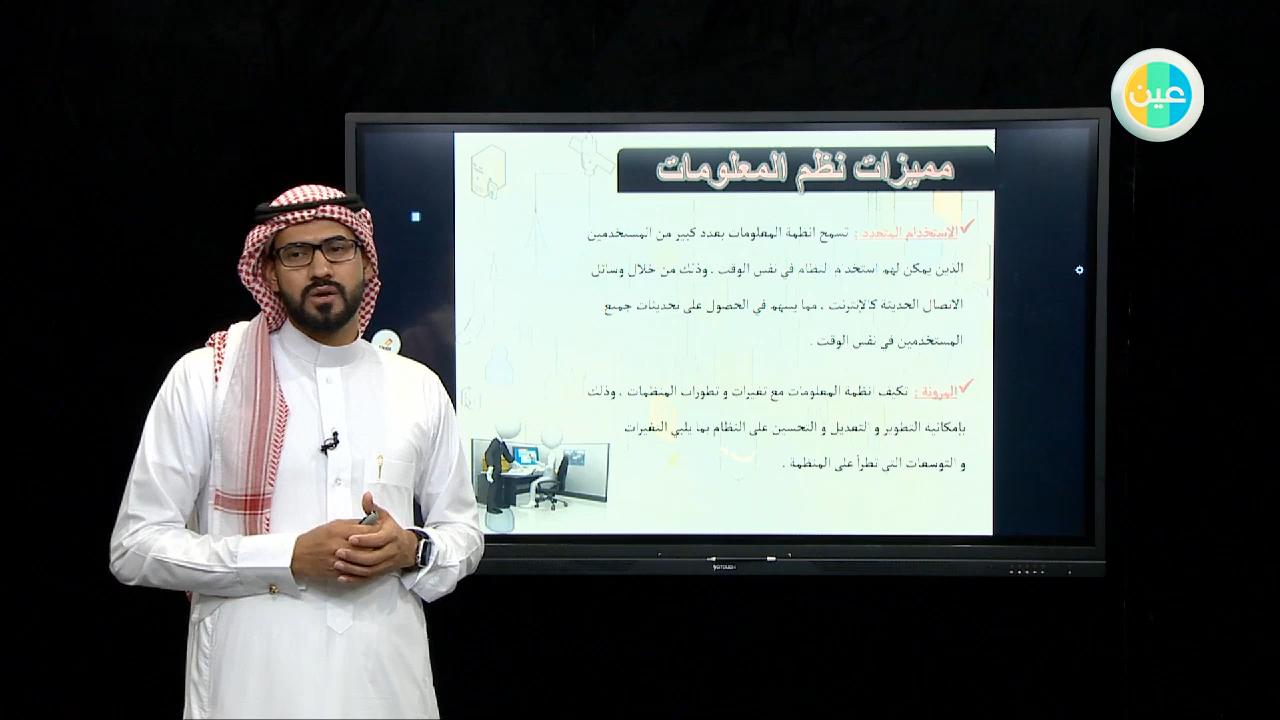 عين
مميزات نظم المعلومات
الاستخدام المتعدد : تسمح انظمة المعلومات بعدد كبير من المستخدمين
الذين يمكن لهم استخدام النظام في نفس الوقت ، وذلك من خلال وسائل
الاتصال الحديثة كالإنترنت ، مما يسهم في الحصول على تحديثات جميع
المستخدمين في نفس الوقت .
المرونة : تكيف انظمة المعلومات مع تغيرات و تطورات المنظمات ، وذلك
بإمكانيه التطوير و التعديل و التحسين على النظام بما يلبي التغيرات
و التوسعات التي تطرأ على المنظمة .